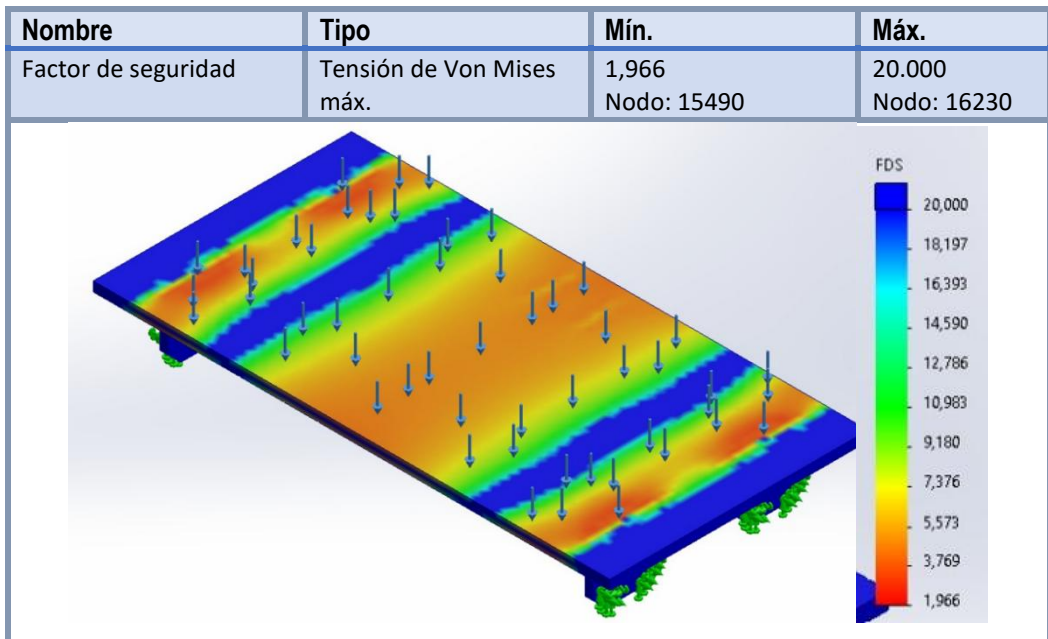 Nombre Tipo Mín. Máx.
Factor de seguridad Tensión de Von Mises 1,966 20.000
máx. Nodo: 15490 Nodo: 16230
FDS
20,000
18,197
16,393
14,590
12,786
10,983
9,180
7,376
5,573
3,769
1,966